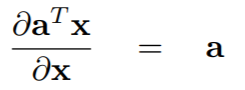 ∂a^T x / ∂x = a